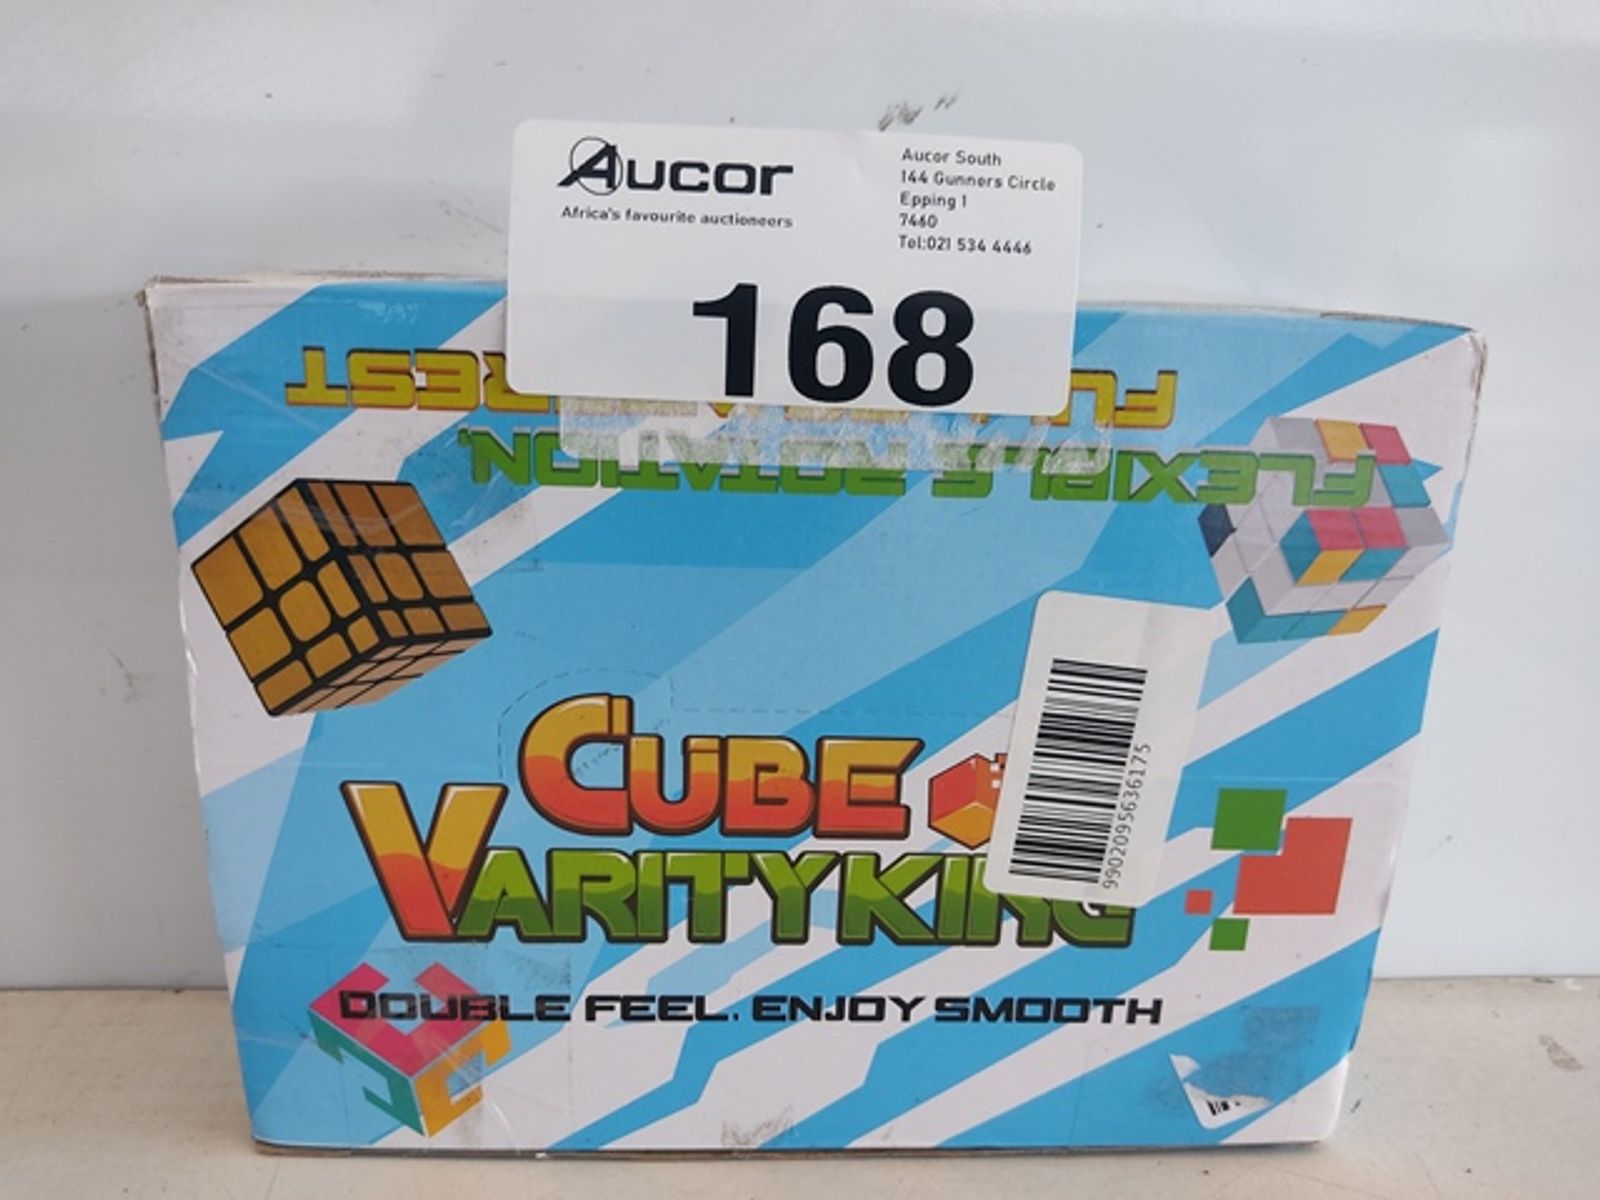 Aucor
Africa's favourite auctioneers
Aucor South
144 Gunners Circle
Epping 1
7460
Tel:021 534 4446
168
FLEXIBLE ROTATION,
CUBE
VARITYKING
9902095636175
DOUBLE FEEL. ENJOY SMOOTH